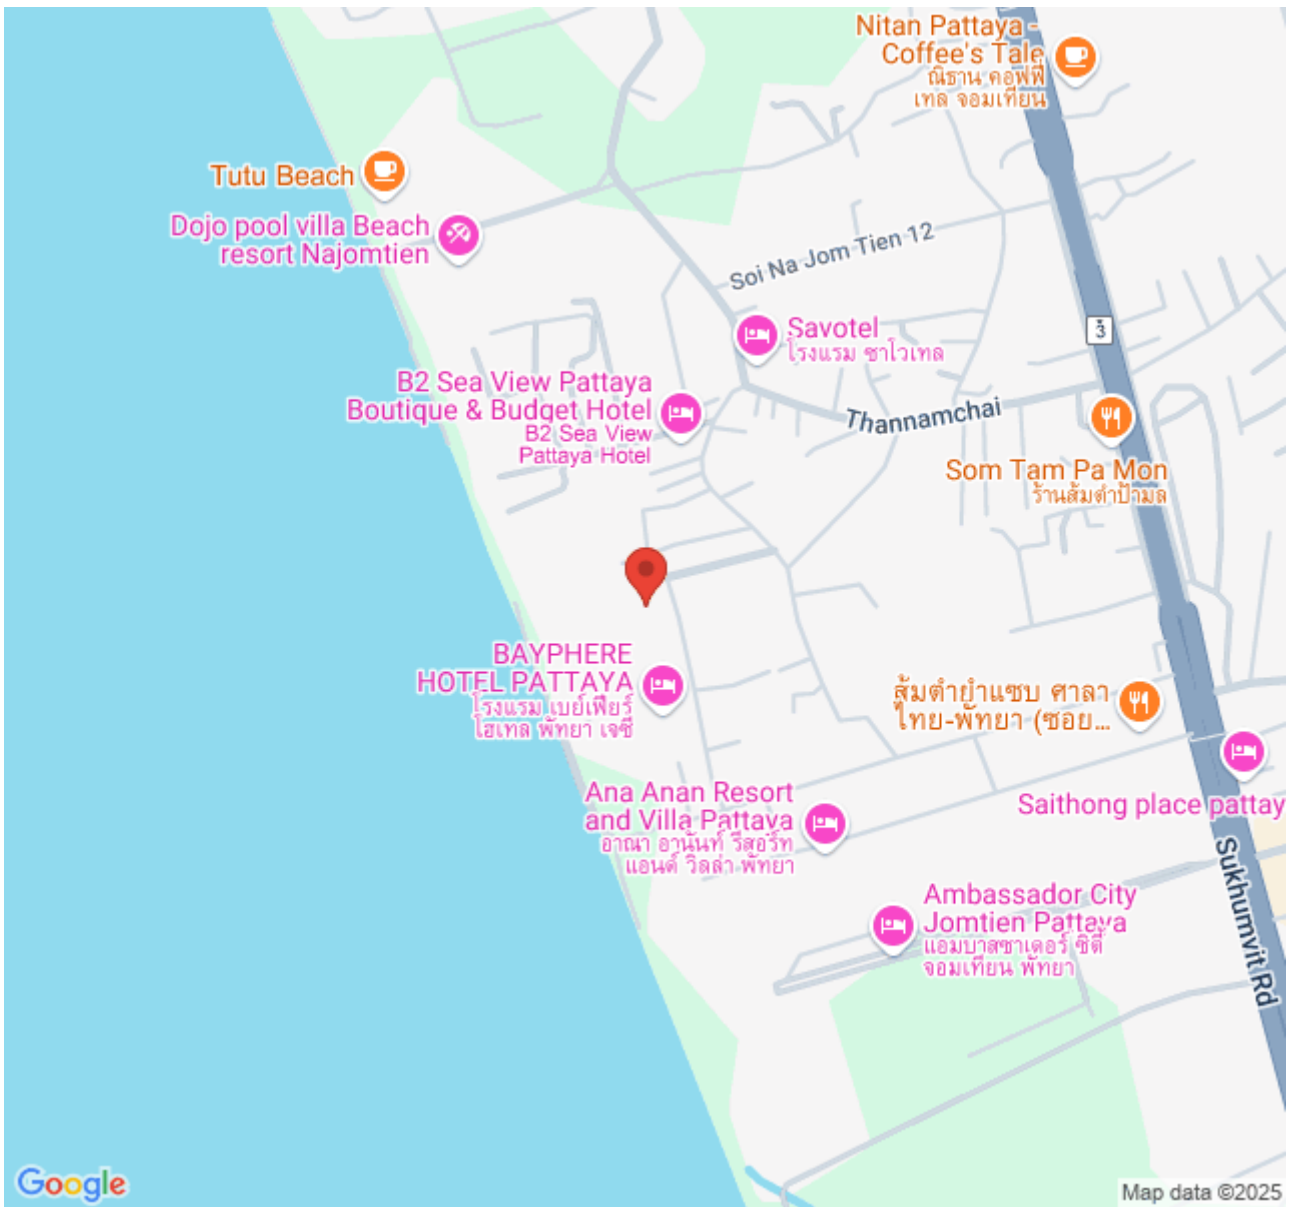 Nitan Pattaya -
Coffee's Tale
ณิธาน คอฟฟี่
เทล จอมเทียน
Tutu Beach
Dojo pool villa Beach
resort Najomtien
Soi Na Jom Tien 12
Savotel
โรงแรม ซาโวเทล
3
B2 Sea View Pattaya
Boutique & Budget Hotel
B2 Sea View
Pattaya Hotel
Thannamchai
Som Tam Pa Mon
ร้านส้มตำป้ามล
BAYPHERE
HOTEL PATTAYA
โรงแรม เบย์เฟียร์
โฮเทล พัทยา เจซี
ส้มตำยำแซบ ศาลา
ไทย-พัทยา (ซอย...
Saithong place pattay
Ana Anan Resort
and Villa Pattaya
อาณา อานันท์ รีสอร์ท
แอนด์ วิลล่า พัทยา
Sukhumvit Rd
Ambassador City
Jomtien Pattaya
แอมบาสซาเดอร์ ซิตี้
จอมเทียน พัทยา
Google
Map data ©2025